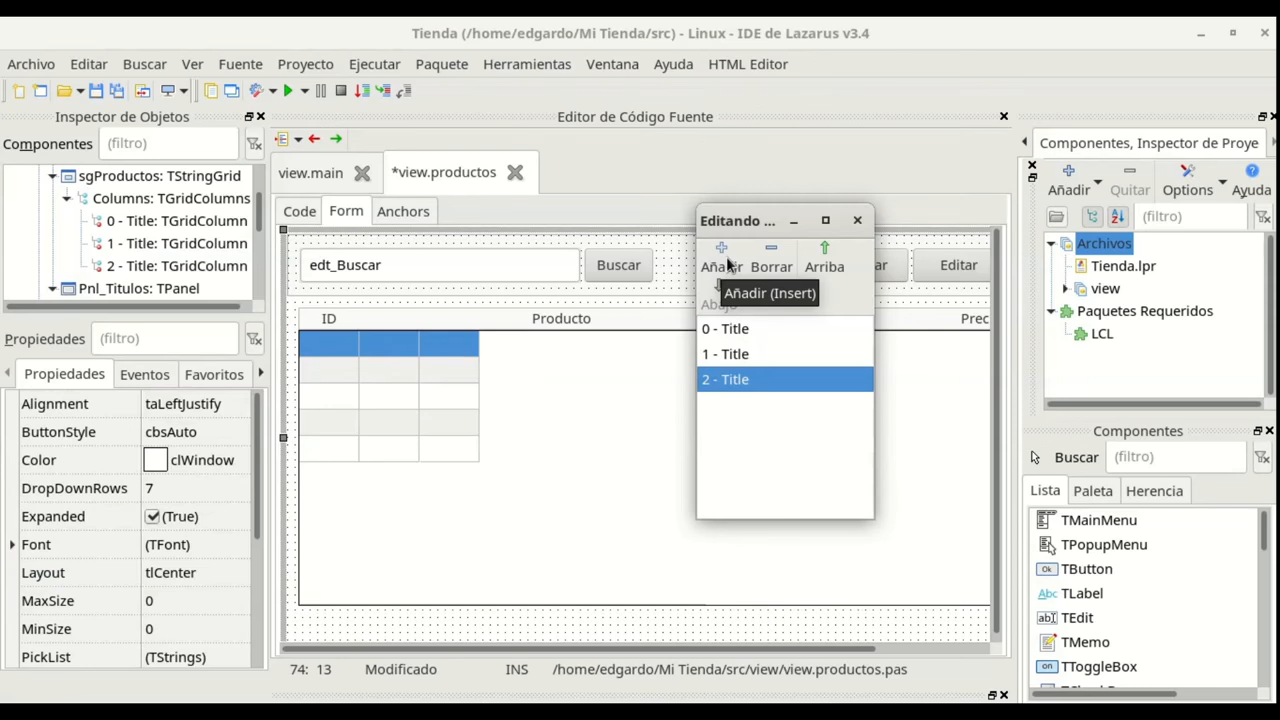 Tienda (/home/edgardo/Mi Tienda/src) - Linux - IDE de Lazarus v3.4
Archivo Editar Buscar Ver Fuente Proyecto Ejecutar Paquete Herramientas Ventana Ayuda HTML Editor
Inspector de Objetos
Componentes (filtro)
sgProductos: TStringGrid
Columns: TGridColumns
0 - Title: TGridColumn
1 - Title: TGridColumn
2 - Title: TGridColumn
Pnl_Titulos: TPanel
Propiedades (filtro)
Propiedades Eventos Favoritos
Alignment taLeftJustify
ButtonStyle cbsAuto
Color clWindow
DropDownRows 7
Expanded (True)
Font (TFont)
Layout tlCenter
MaxSize 0
MinSize 0
PickList (TStrings)
Editor de Código Fuente
view.main *view.productos
Code Form Anchors
edt_Buscar Buscar ar Editar
ID Producto Prec
Editando ...
Añadir Borrar Arriba
Abajo
Añadir (Insert)
0 - Title
1 - Title
2 - Title
74: 13 Modificado INS /home/edgardo/Mi Tienda/src/view/view.productos.pas
Componentes, Inspector de Proye
Añadir Quitar Options Ayuda
(filtro)
Archivos
Tienda.lpr
view
Paquetes Requeridos
LCL
Componentes
Buscar (filtro)
Lista Paleta Herencia
TMainMenu
TPopupMenu
Ok TButton
Abc TLabel
abI TEdit
TMemo
on TToggleBox